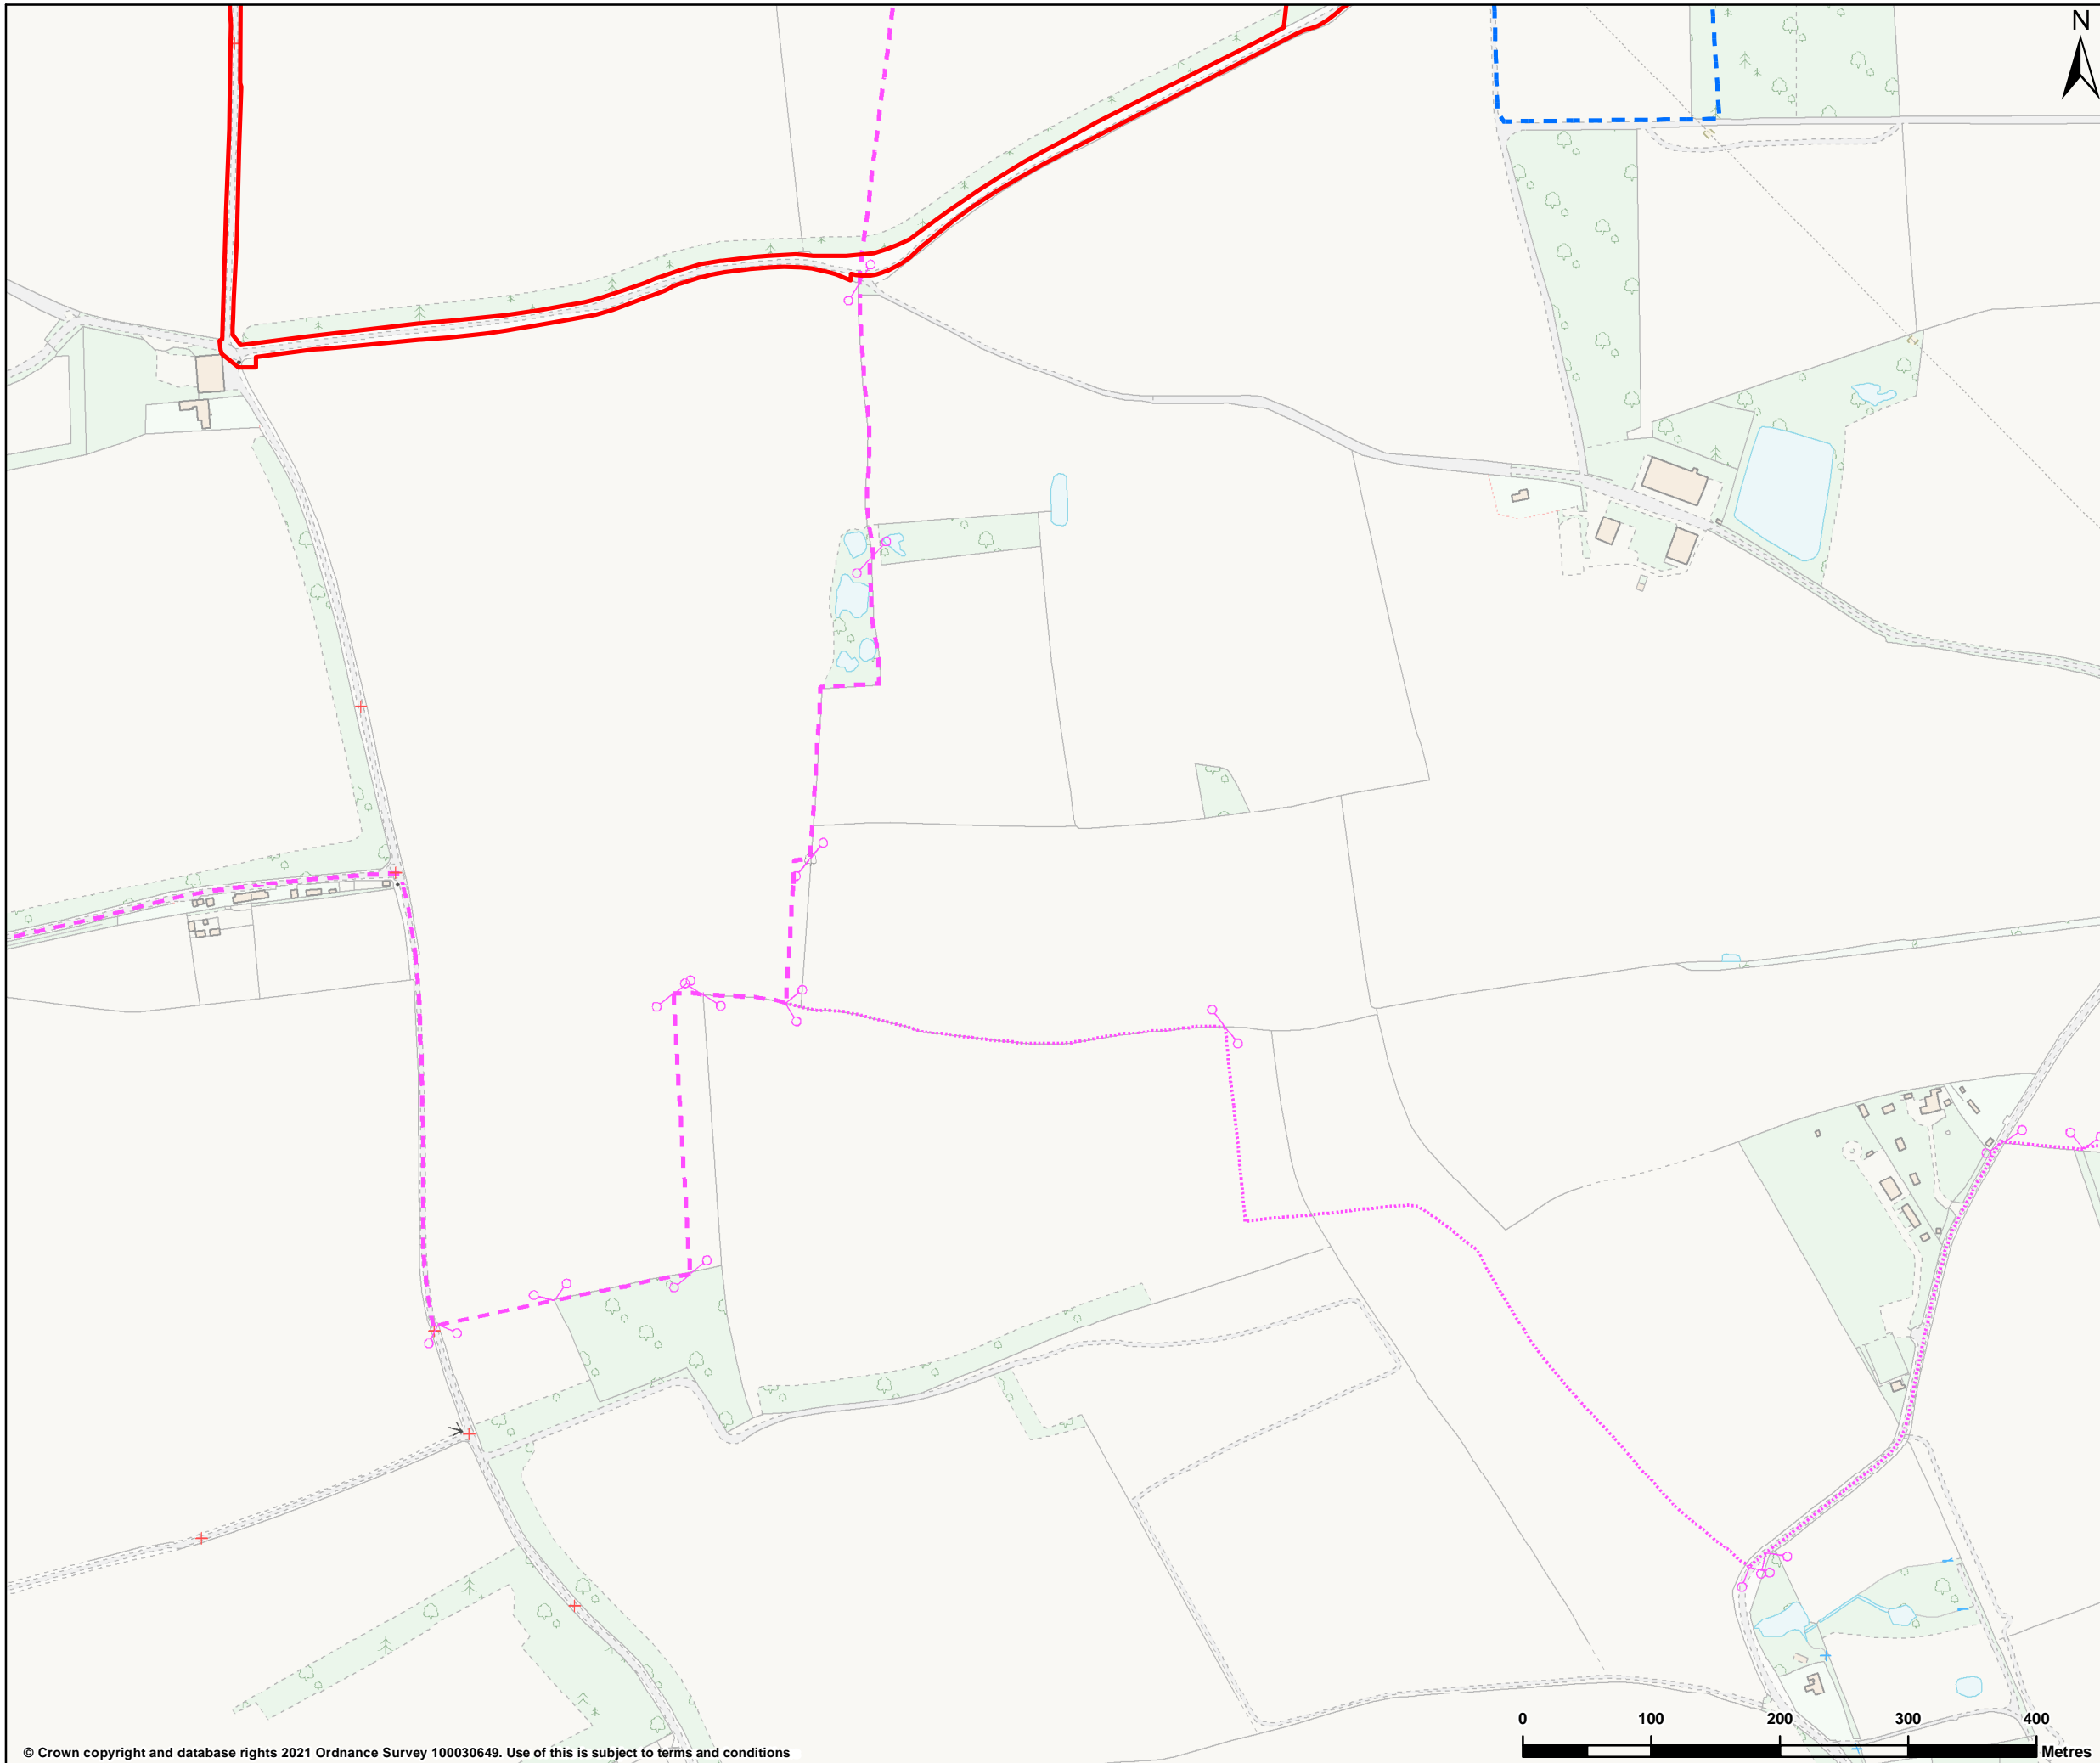 N
0 100 200 300 400
Metres
© Crown copyright and database rights 2021 Ordnance Survey 100030649. Use of this is subject to terms and conditions